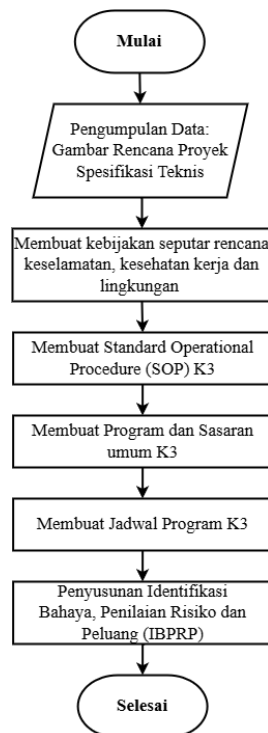 Mulai
Pengumpulan Data:
Gambar Rencana Proyek
Spesifikasi Teknis
Membuat kebijakan seputar rencana
keselamatan, kesehatan kerja dan
lingkungan
Membuat Standard Operational
Procedure (SOP) K3
Membuat Program dan Sasaran
umum K3
Membuat Jadwal Program K3
Penyusunan Identifikasi
Bahaya, Penilaian Risiko dan
Peluang (IBPRP)
Selesai